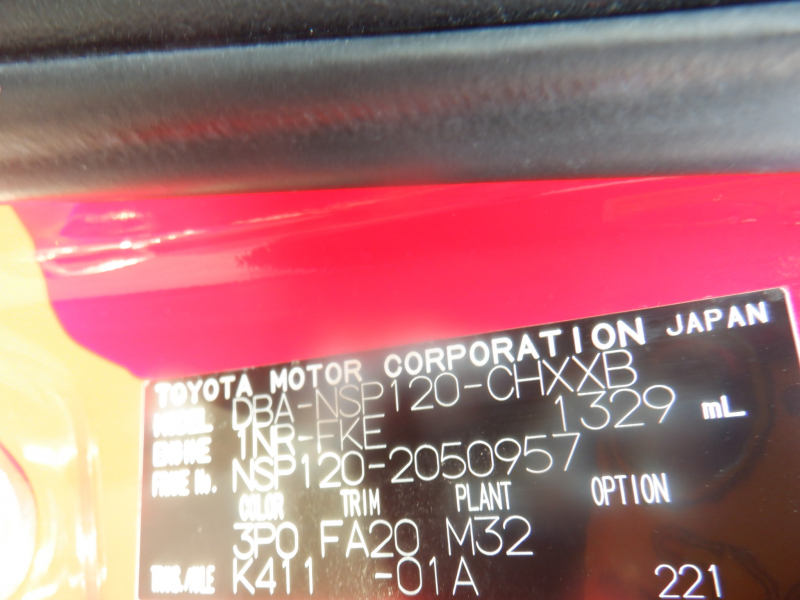 TOYOTA MOTOR CORPORATION JAPAN
MODEL DBA-NSP120-CHXXB
ENGINE 1NR-FKE 1329 mL
FRAME No. NSP120-2050957
COLOR TRIM PLANT OPTION
3P0 FA20 M32
TRANS./AXLE K411 -01A 221